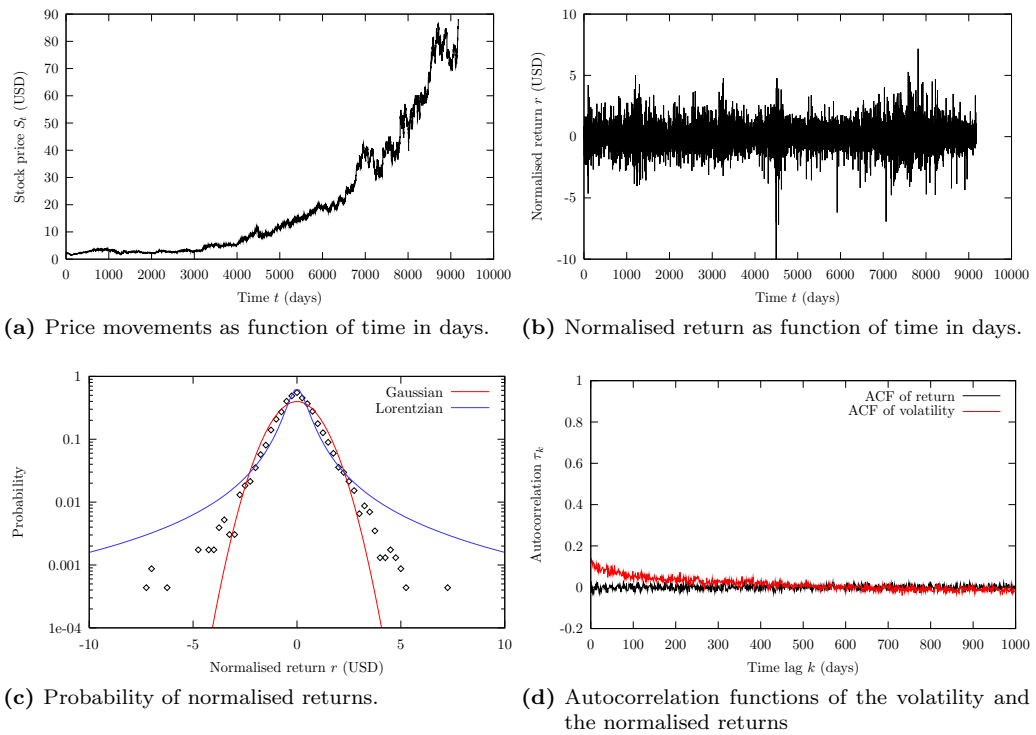 90
80
70
60
50
40
30
20
10
0
Stock price S_t (USD)
0 1000 2000 3000 4000 5000 6000 7000 8000 9000 10000
Time t (days)
(a) Price movements as function of time in days.
10
5
0
-5
-10
Normalised return r (USD)
0 1000 2000 3000 4000 5000 6000 7000 8000 9000 10000
Time t (days)
(b) Normalised return as function of time in days.
1
0.1
0.01
0.001
1e-04
Probability
Gaussian
Lorentzian
-10 -5 0 5 10
Normalised return r (USD)
(c) Probability of normalised returns.
1
0.8
0.6
0.4
0.2
0
-0.2
Autocorrelation τ_k
ACF of return
ACF of volatility
0 100 200 300 400 500 600 700 800 900 1000
Time lag k (days)
(d) Autocorrelation functions of the volatility and
the normalised returns